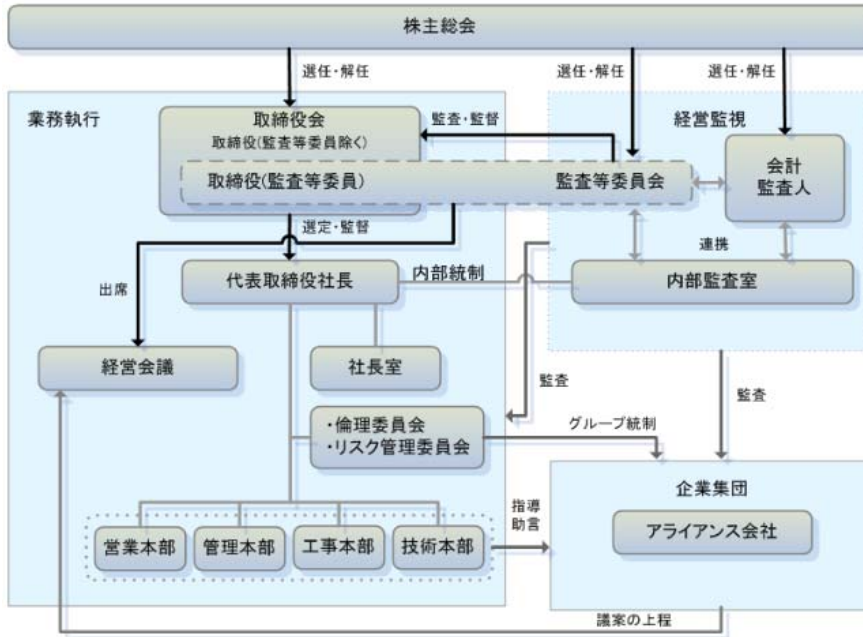 株主総会
選任・解任
選任・解任
選任・解任
業務執行
取締役会
取締役(監査等委員除く)
監査・監督
経営監視
会計
監査人
取締役(監査等委員)
監査等委員会
選定・監督
連携
代表取締役社長
内部統制
内部監査室
出席
経営会議
社長室
監査
監査
・倫理委員会
・リスク管理委員会
グループ統制
企業集団
アライアンス会社
指導
助言
営業本部
管理本部
工事本部
技術本部
議案の上程